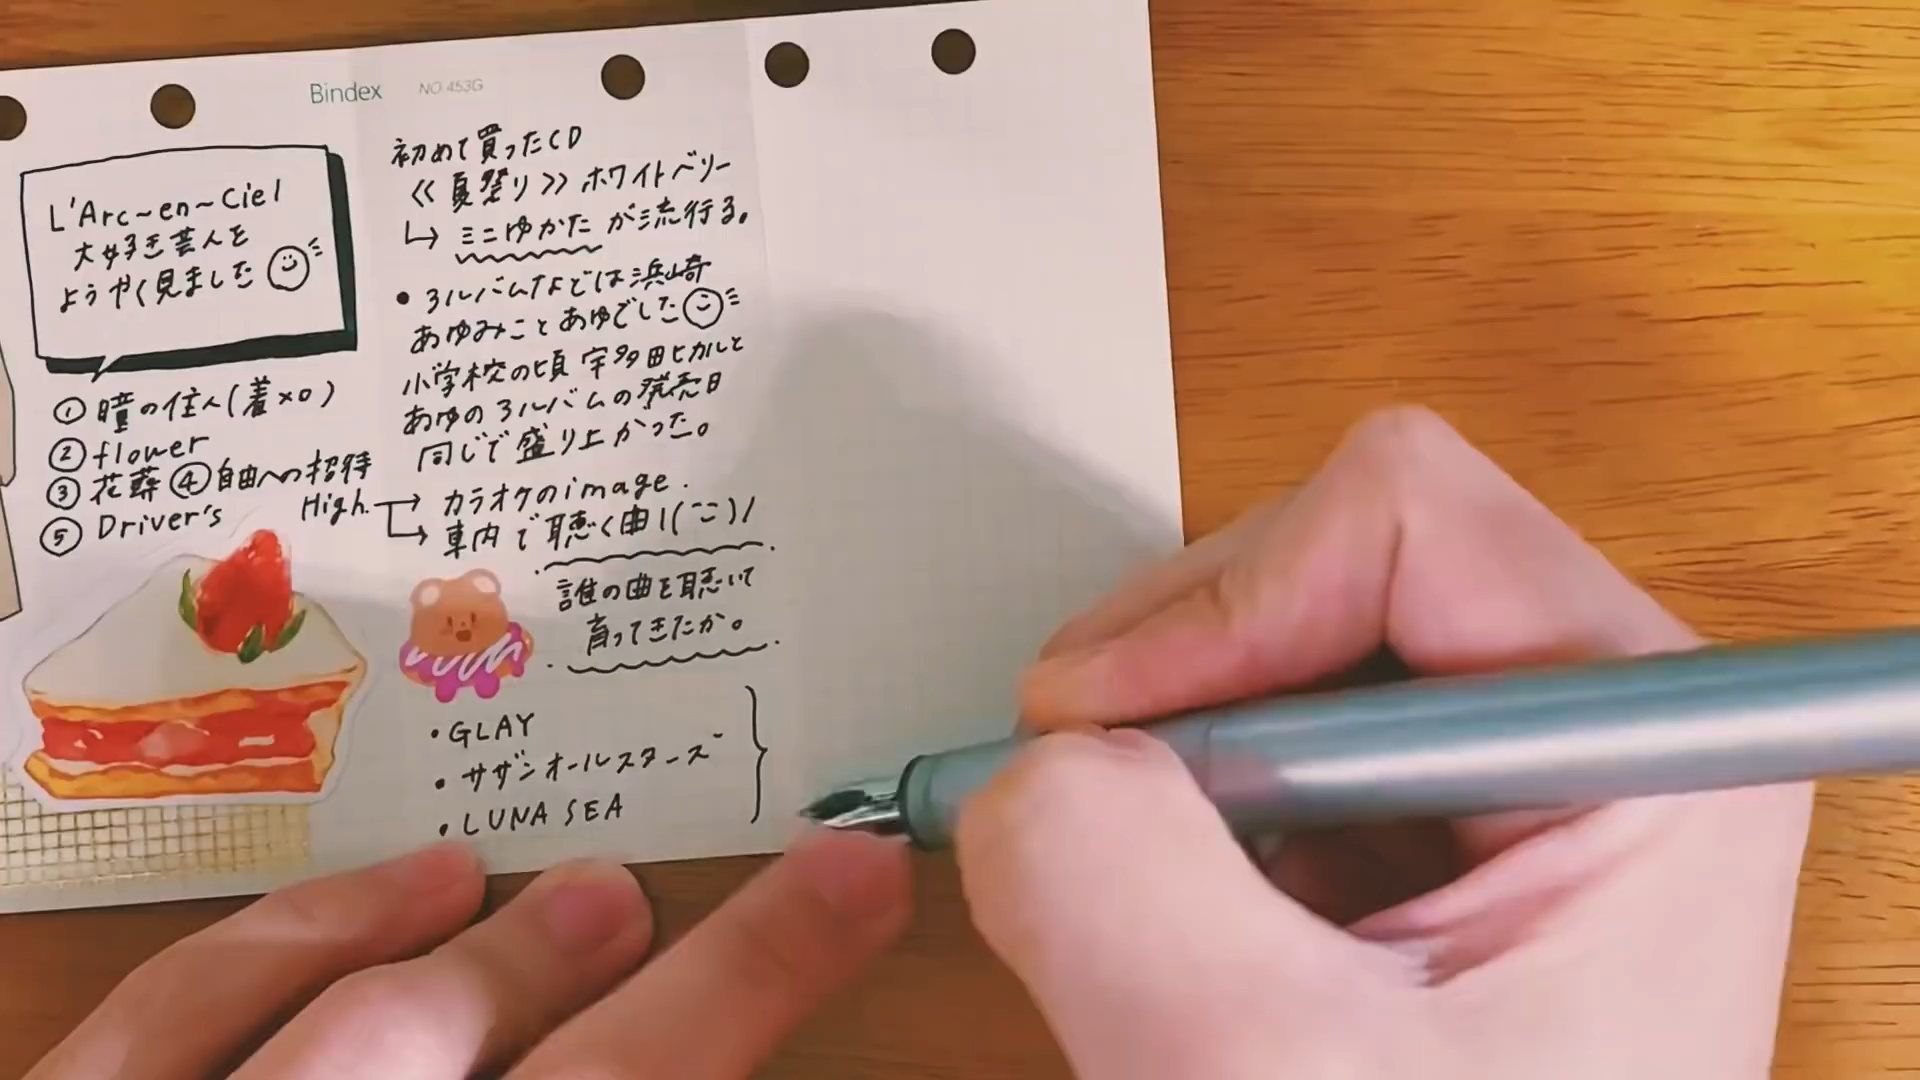 Bindex NO.453G
L'Arc~en~Ciel
大好き芸人を
ようやく見ました
① 瞳の住人(着×0)
② flower
③ 花葬 ④ 自由への招待
⑤ Driver's High
初めて買ったCD
《夏祭り》ホワイトベリー
↳ ミニゆかたが流行る。
• アルバムなどは浜崎
あゆみことあゆでした
小学校の頃 宇多田ヒカルと
あゆのアルバムの発売日
同じで盛り上がった。
→ カラオケのimage.
→ 車内で聴く曲
誰の曲を聴いて
育ってきたか。
• GLAY
• サザンオールスターズ
• LUNA SEA